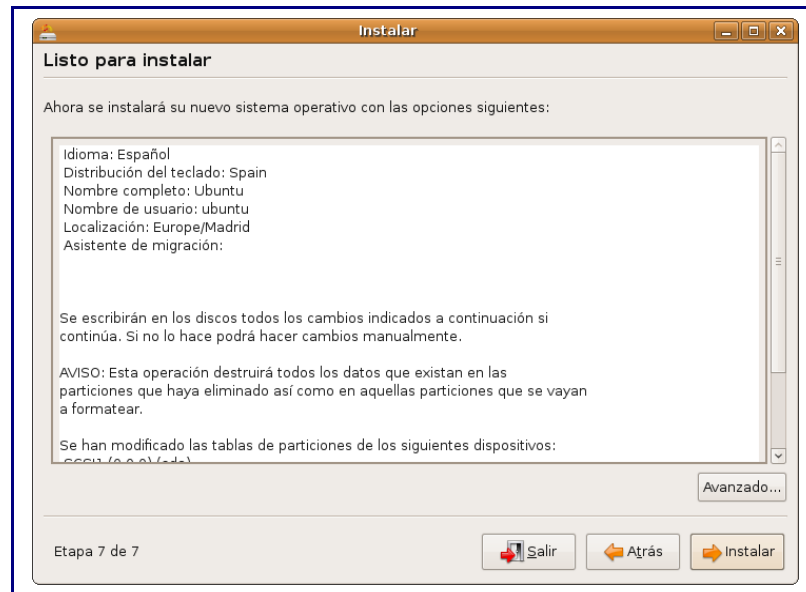 Instalar
Listo para instalar
Ahora se instalará su nuevo sistema operativo con las opciones siguientes:
Idioma: Español
Distribución del teclado: Spain
Nombre completo: Ubuntu
Nombre de usuario: ubuntu
Localización: Europe/Madrid
Asistente de migración:
Se escribirán en los discos todos los cambios indicados a continuación si
continúa. Si no lo hace podrá hacer cambios manualmente.
AVISO: Esta operación destruirá todos los datos que existan en las
particiones que haya eliminado así como en aquellas particiones que se vayan
a formatear.
Se han modificado las tablas de particiones de los siguientes dispositivos:
Avanzado...
Etapa 7 de 7
Salir
Atrás
Instalar